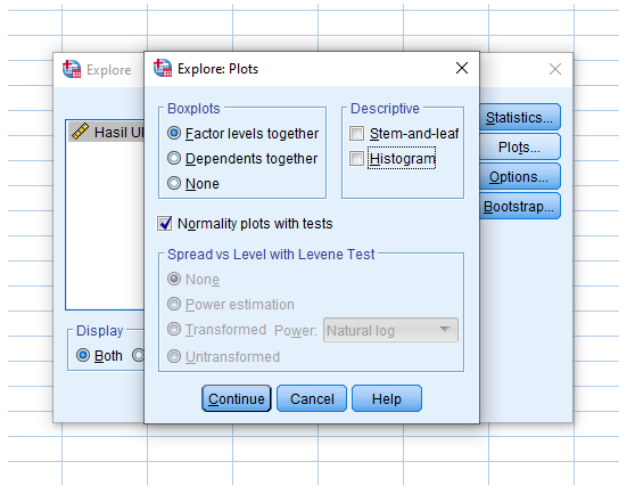 Explore
Explore: Plots
Boxplots
Factor levels together
Dependents together
None
Descriptive
Stem-and-leaf
Histogram
Normality plots with tests
Spread vs Level with Levene Test
None
Power estimation
Transformed Power: Natural log
Untransformed
Continue Cancel Help
Hasil Ul
Display
Both
Statistics...
Plots...
Options...
Bootstrap...